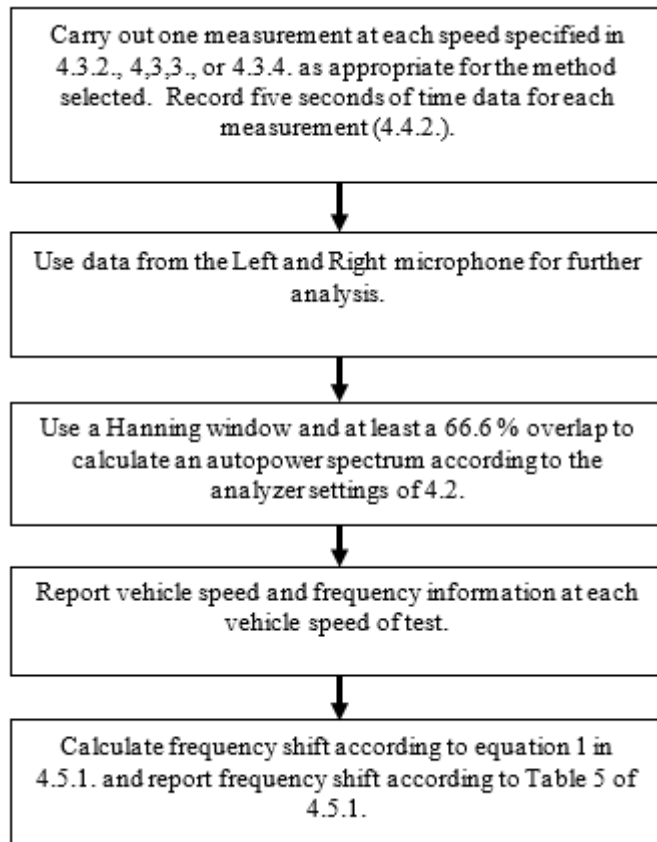 Carry out one measurement at each speed specified in
4.3.2., 4,3,3., or 4.3.4. as appropriate for the method
selected. Record five seconds of time data for each
measurement (4.4.2.).
Use data from the Left and Right microphone for further
analysis.
Use a Hanning window and at least a 66.6 % overlap to
calculate an autopower spectrum according to the
analyzer settings of 4.2.
Report vehicle speed and frequency information at each
vehicle speed of test.
Calculate frequency shift according to equation 1 in
4.5.1. and report frequency shift according to Table 5 of
4.5.1.